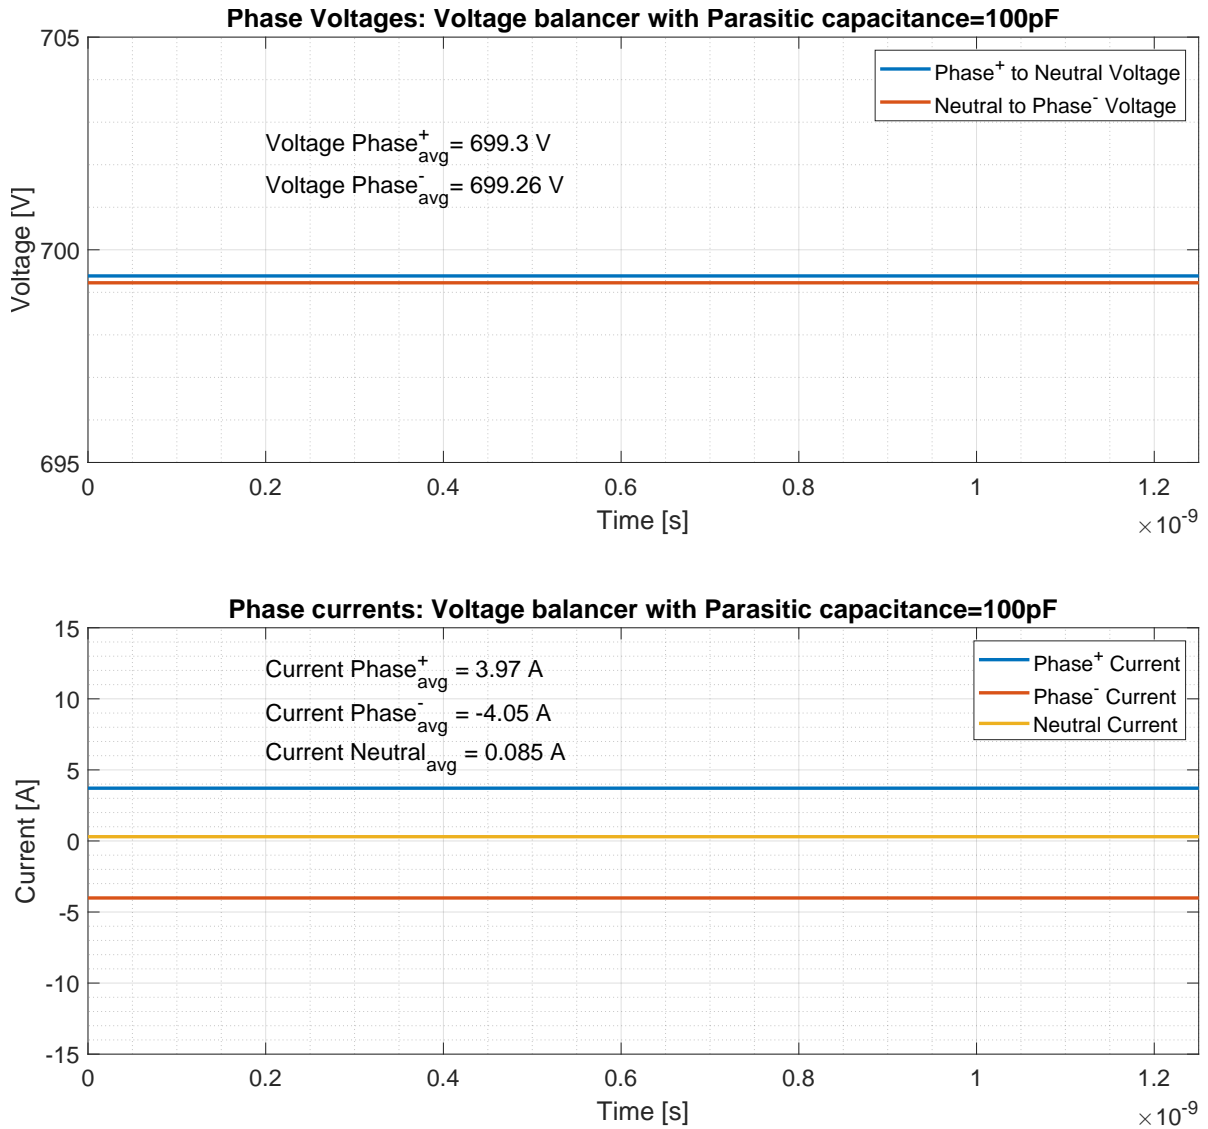 Phase Voltages: Voltage balancer with Parasitic capacitance=100pF
705
700
695
Voltage [V]
Phase+ to Neutral Voltage
Neutral to Phase- Voltage
Voltage Phase+avg= 699.3 V
Voltage Phase-avg= 699.26 V
0 0.2 0.4 0.6 0.8 1 1.2
Time [s]
×10-9
Phase currents: Voltage balancer with Parasitic capacitance=100pF
15
10
5
0
-5
-10
-15
Current [A]
Phase+ Current
Phase- Current
Neutral Current
Current Phase+avg = 3.97 A
Current Phase-avg = -4.05 A
Current Neutralavg = 0.085 A
0 0.2 0.4 0.6 0.8 1 1.2
Time [s]
×10-9